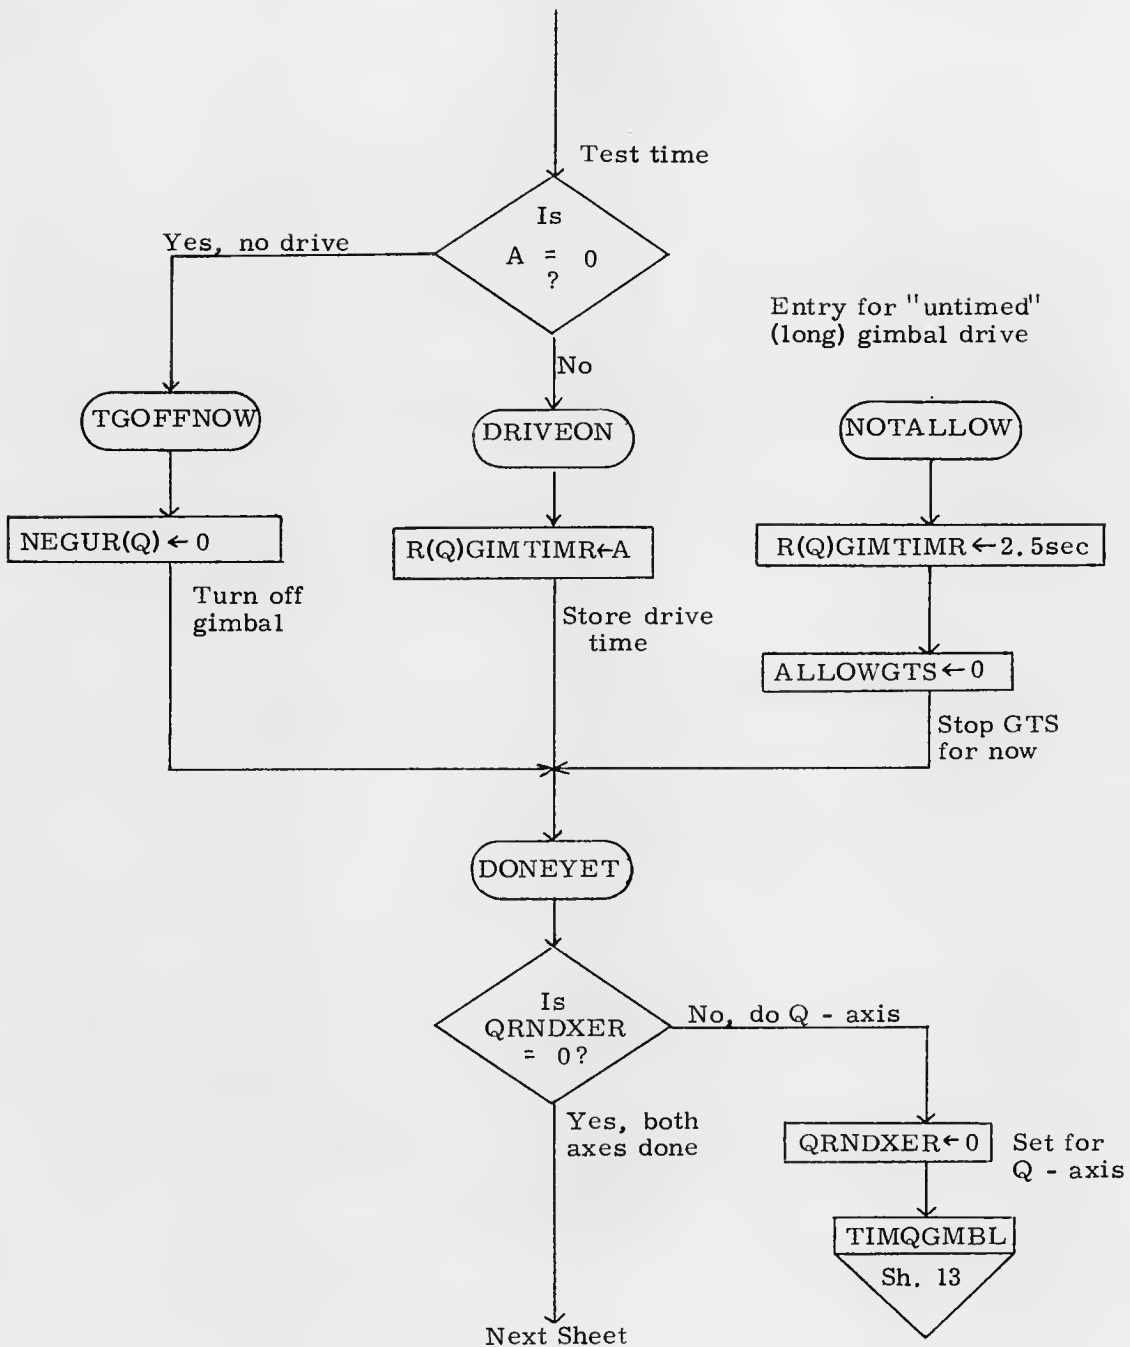 Test time
Is
A = 0
?
Yes, no drive
No
Entry for "untimed"
(long) gimbal drive
TGOFFNOW
DRIVEON
NOTALLOW
NEGUR(Q) ← 0
R(Q)GIMTIMR←A
R(Q)GIMTIMR ← 2.5sec
Turn off
gimbal
Store drive
time
ALLOWGTS ← 0
Stop GTS
for now
DONEYET
Is
QRNDXER
= 0?
No, do Q - axis
Yes, both
axes done
QRNDXER ← 0
Set for
Q - axis
TIMQGMBL
Sh. 13
Next Sheet